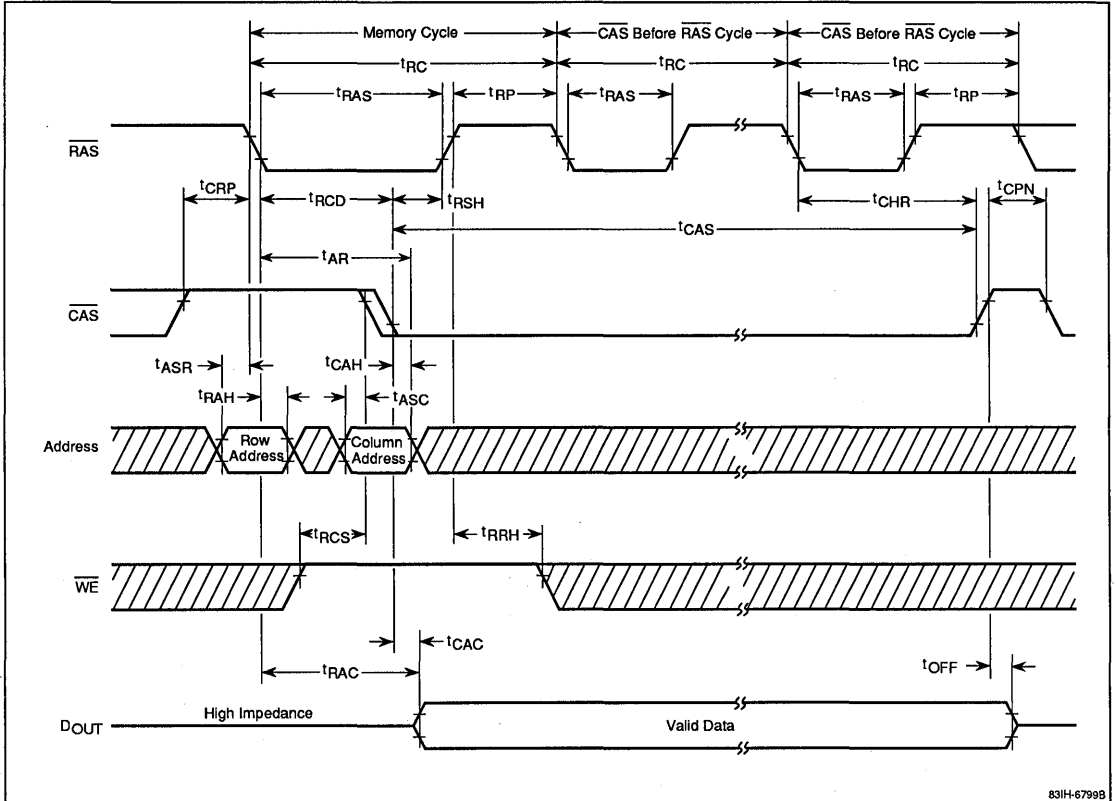 Memory Cycle CAS Before RAS Cycle CAS Before RAS Cycle
tRC tRC tRC
tRAS tRP tRAS tRAS tRP
RAS
tCRP tRCD tRSH tCHR tCPN
tCAS
tAR
CAS
tASR tCAH
tRAH tASC
Address Row Address Column Address
tRCS tRRH
WE
tCAC
tRAC tOFF
DOUT High Impedance Valid Data
83IH-6799B